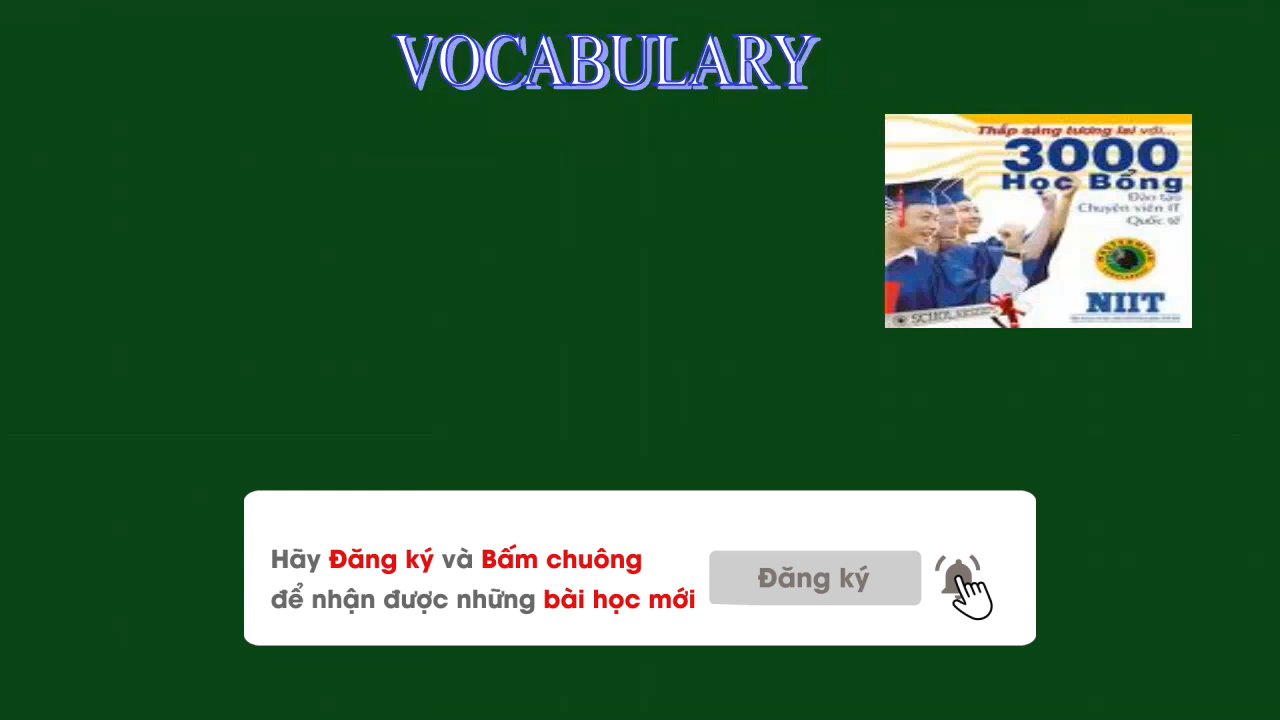 VOCABULARY
Thắp sáng tương lai với...
3000
Học Bổng
Đào tạo
Chuyên viên IT
Quốc tế
NIIT
Hãy Đăng ký và Bấm chuông
để nhận được những bài học mới
Đăng ký